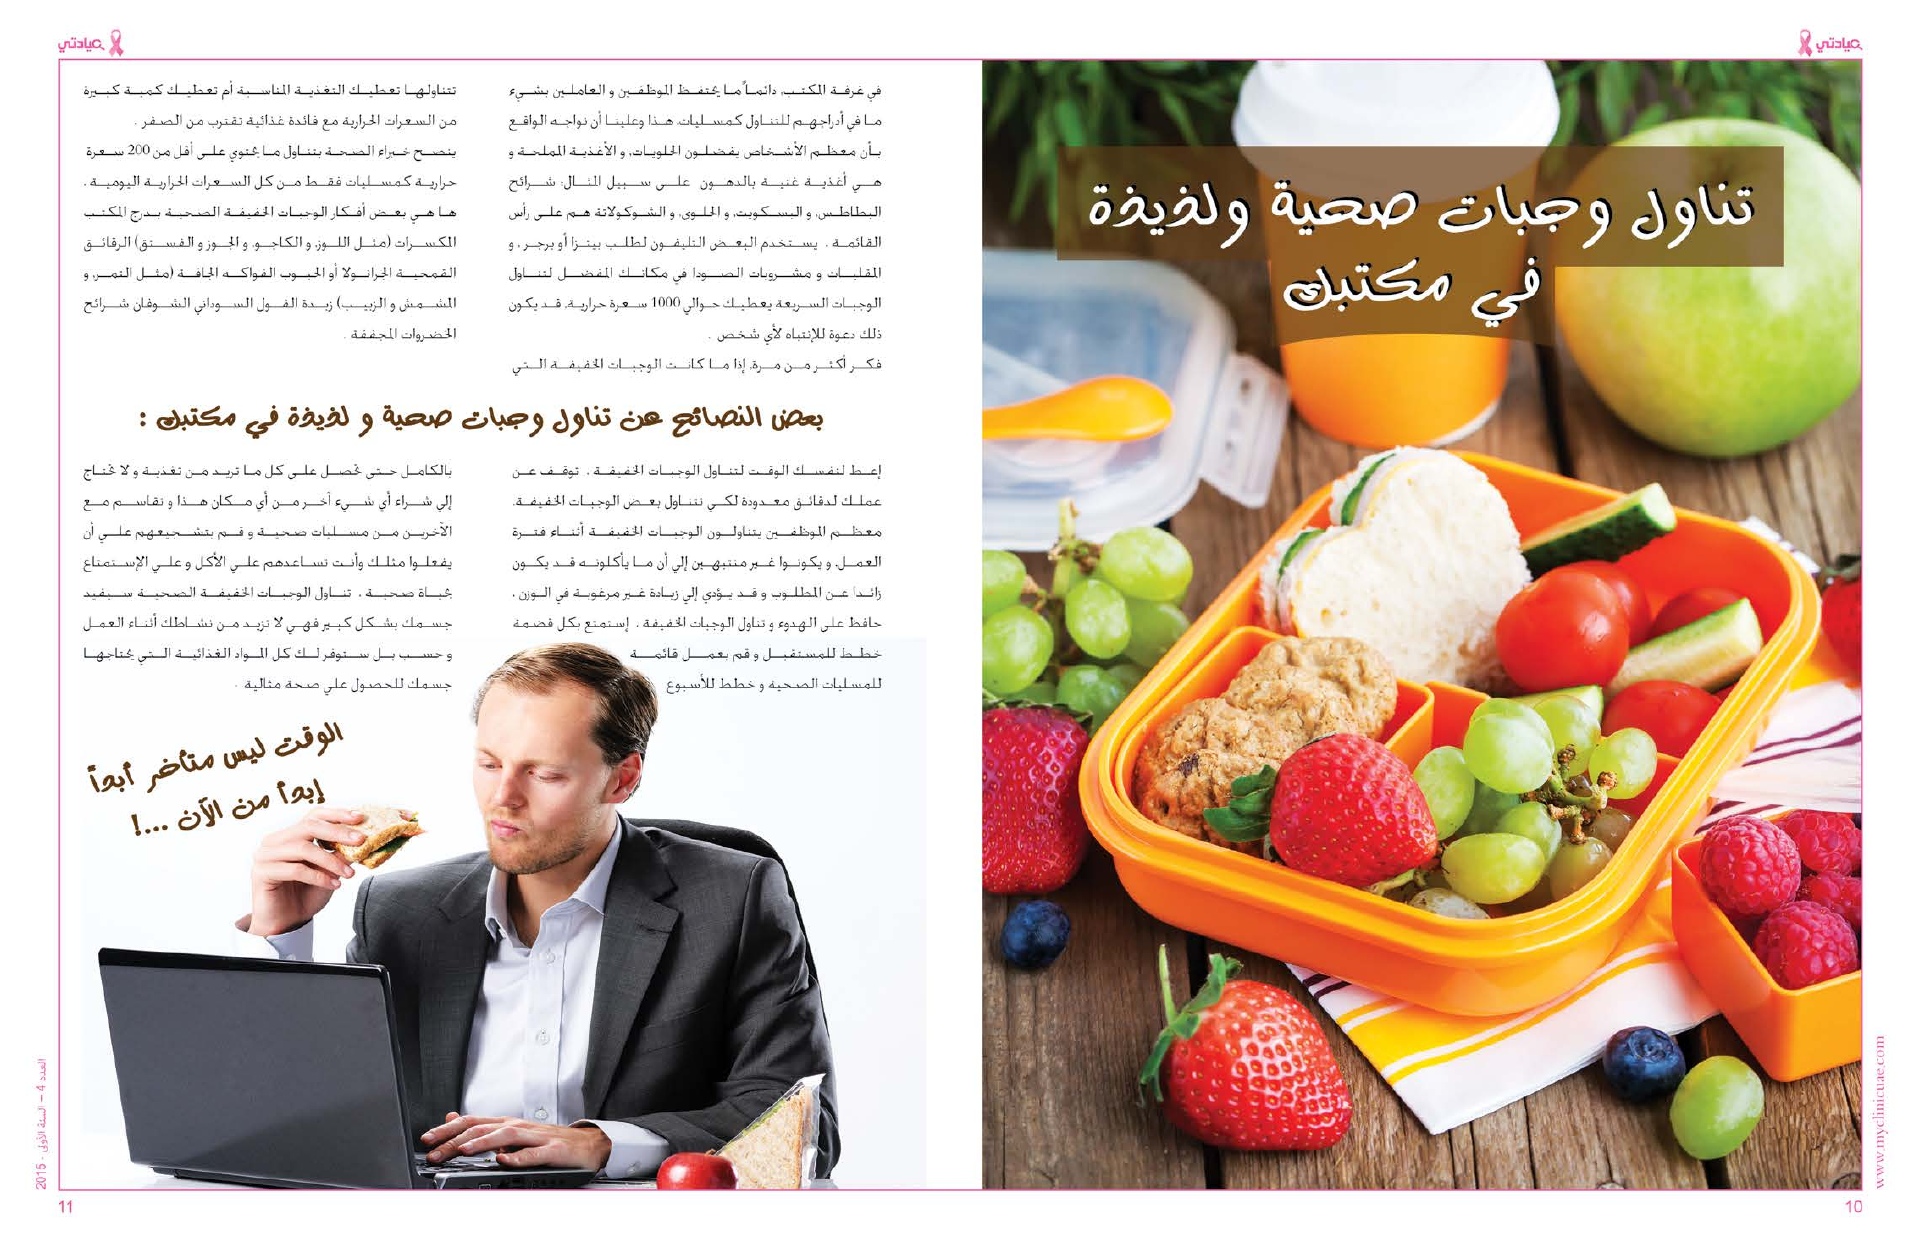 عيادتي
تناول وجبات صحية ولذيذة
في مكتبك
www.myclinicuae.com
10
عيادتي
في غرفة المكتب، دائماً ما يحتفظ الموظفين و العاملين بشيء
ما في أدراجهم للتناول كمسليات. هذا وعلينا أن نواجه الواقع
بأن معظم الأشخاص يفضلون الحلويات، و الأغذية المملحة و
هي أغذية غنية بالدهون على سبيل المثال: شرائح
البطاطس، و البسكويت، و الحلوى، و الشوكولاتة هم على رأس
القائمة . يستخدم البعض التليفون لطلب بيتزا أو برجر ، و
المقليات و مشروبات الصودا في مكانك المفضل لتناول
الوجبات السريعة يعطيك حوالي 1000 سعرة حرارية، قد يكون
ذلك دعوة للإنتباه لأي شخص .
فكر أكثر من مرة، إذا ما كانت الوجبات الخفيفة التي
تتناولها تعطيك التغذية المناسبة أم تعطيك كمية كبيرة
من السعرات الحرارية مع فائدة غذائية تقترب من الصفر .
ينصح خبراء الصحة بتناول ما يحتوي على أقل من 200 سعرة
حرارية كمسليات فقط من كل السعرات الحرارية اليومية .
ها هي بعض أفكار الوجبات الخفيفة الصحية بدرج المكتب
المكسرات (مثل اللوز، و الكاجو، و الجوز و الفستق) الرقائق
القمحية الجرانولا أو الحبوب الفواكه الجافة (مثل التمر، و
المشمش و الزبيب) زبدة الفول السوداني الشوفان شرائح
الخضروات المجففة .
بعض النصائح عن تناول وجبات صحية و لذيذة في مكتبك :
إعط لنفسك الوقت لتناول الوجبات الخفيفة . توقف عن
عملك لدقائق معدودة لكي تتناول بعض الوجبات الخفيفة.
معظم الموظفين يتناولون الوجبات الخفيفة أثناء فترة
العمل، و يكونوا غير منتبهين إلي أن ما يأكلونه قد يكون
زائدا عن المطلوب و قد يؤدي إلي زيادة غير مرغوبة في الوزن .
حافظ على الهدوء و تناول الوجبات الخفيفة . إستمتع بكل قضمة
خطط للمستقبل و قم بعمل قائمة
للمسليات الصحية و خطط للأسبوع
بالكامل حتى تحصل على كل ما تريد من تغذية و لا تحتاج
إلي شراء أي شيء آخر من أي مكان هذا و تقاسم مع
الآخرين من مسليات صحية و قم بتشجيعهم علي أن
يفعلوا مثلك وأنت تساعدهم علي الأكل و علي الإستمتاع
بحياة صحية . تناول الوجبات الخفيفة الصحية سيفيد
جسمك بشكل كبير فهي لا تزيد من نشاطك أثناء العمل
و حسب بل ستوفر لك كل المواد الغذائية التي يحتاجها
جسمك للحصول علي صحة مثالية .
الوقت ليس متأخر أبداً
إبدأ من الآن ...!
العدد 4 – السنة الأولى - 2015
11